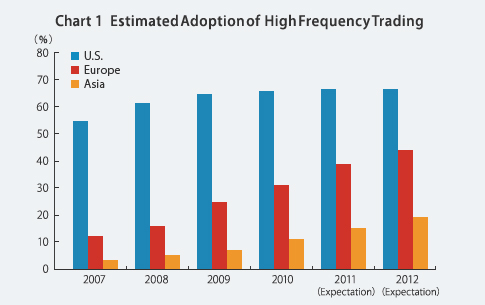 Chart 1 Estimated Adoption of High Frequency Trading
(%)
80
70
60
50
40
30
20
10
0
U.S.
Europe
Asia
2007 2008 2009 2010 2011 2012
(Expectation) (Expectation)